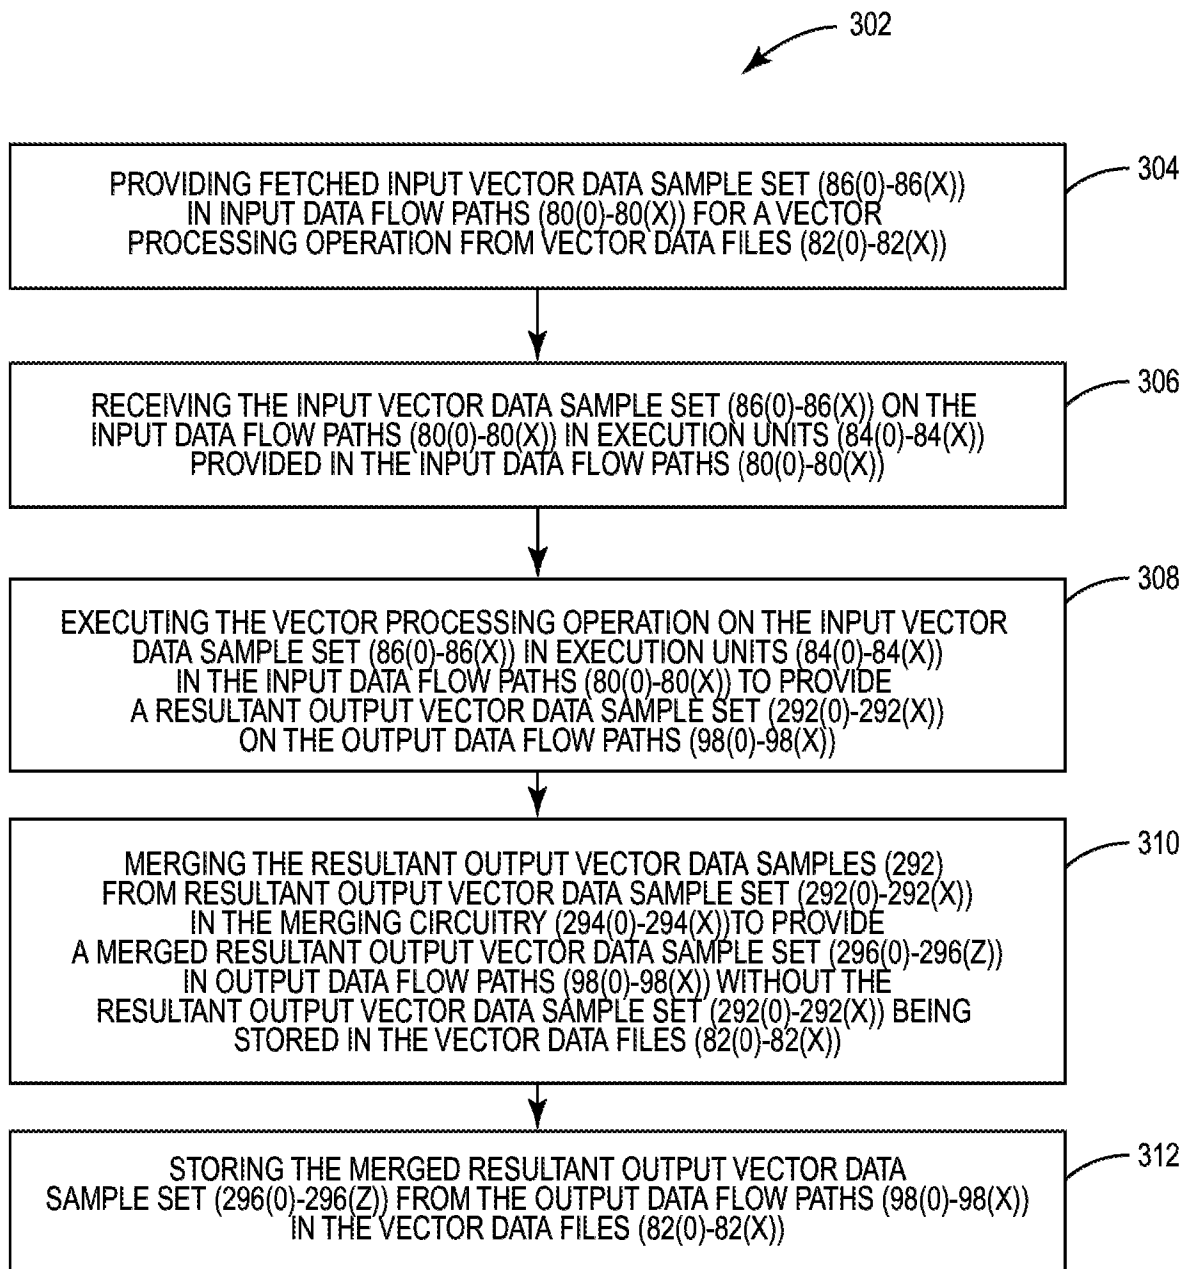 302
304
PROVIDING FETCHED INPUT VECTOR DATA SAMPLE SET (86(0)-86(X))
IN INPUT DATA FLOW PATHS (80(0)-80(X)) FOR A VECTOR
PROCESSING OPERATION FROM VECTOR DATA FILES (82(0)-82(X))
306
RECEIVING THE INPUT VECTOR DATA SAMPLE SET (86(0)-86(X)) ON THE
INPUT DATA FLOW PATHS (80(0)-80(X)) IN EXECUTION UNITS (84(0)-84(X))
PROVIDED IN THE INPUT DATA FLOW PATHS (80(0)-80(X))
308
EXECUTING THE VECTOR PROCESSING OPERATION ON THE INPUT VECTOR
DATA SAMPLE SET (86(0)-86(X)) IN EXECUTION UNITS (84(0)-84(X))
IN THE INPUT DATA FLOW PATHS (80(0)-80(X)) TO PROVIDE
A RESULTANT OUTPUT VECTOR DATA SAMPLE SET (292(0)-292(X))
ON THE OUTPUT DATA FLOW PATHS (98(0)-98(X))
310
MERGING THE RESULTANT OUTPUT VECTOR DATA SAMPLES (292)
FROM RESULTANT OUTPUT VECTOR DATA SAMPLE SET (292(0)-292(X))
IN THE MERGING CIRCUITRY (294(0)-294(X))TO PROVIDE
A MERGED RESULTANT OUTPUT VECTOR DATA SAMPLE SET (296(0)-296(Z))
IN OUTPUT DATA FLOW PATHS (98(0)-98(X)) WITHOUT THE
RESULTANT OUTPUT VECTOR DATA SAMPLE SET (292(0)-292(X)) BEING
STORED IN THE VECTOR DATA FILES (82(0)-82(X))
312
STORING THE MERGED RESULTANT OUTPUT VECTOR DATA
SAMPLE SET (296(0)-296(Z)) FROM THE OUTPUT DATA FLOW PATHS (98(0)-98(X))
IN THE VECTOR DATA FILES (82(0)-82(X))